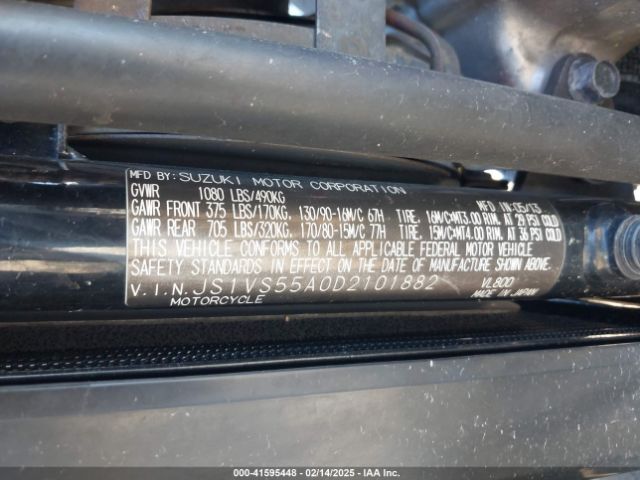 MFD BY: SUZUKI MOTOR CORPORATION
GVWR 1080 LBS/490KG MFD IN:05/13
GAWR FRONT 375 LBS/170KG, 130/90-16M/C 67H TIRE, 16M/C×MT3.00 RIM, AT 29 PSI COLD
GAWR REAR 705 LBS/320KG, 170/80-15M/C 77H TIRE, 15M/C×MT4.00 RIM, AT 36 PSI COLD
THIS VEHICLE CONFORMS TO ALL APPLICABLE FEDERAL MOTOR VEHICLE
SAFETY STANDARDS IN EFFECT ON THE DATE OF MANUFACTURE SHOWN ABOVE.
V.I.N. JS1VS55A0D2101882 VL800
MOTORCYCLE MADE IN JAPAN
000-41595448 - 02/14/2025 - IAA Inc.